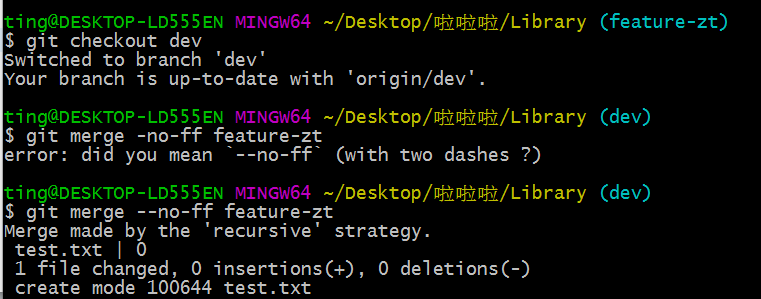 ting@DESKTOP-LD555EN MINGW64 ~/Desktop/啦啦啦/Library (feature-zt)
$ git checkout dev
Switched to branch 'dev'
Your branch is up-to-date with 'origin/dev'.
ting@DESKTOP-LD555EN MINGW64 ~/Desktop/啦啦啦/Library (dev)
$ git merge -no-ff feature-zt
error: did you mean `--no-ff` (with two dashes ?)
ting@DESKTOP-LD555EN MINGW64 ~/Desktop/啦啦啦/Library (dev)
$ git merge --no-ff feature-zt
Merge made by the 'recursive' strategy.
 test.txt | 0
 1 file changed, 0 insertions(+), 0 deletions(-)
 create mode 100644 test.txt